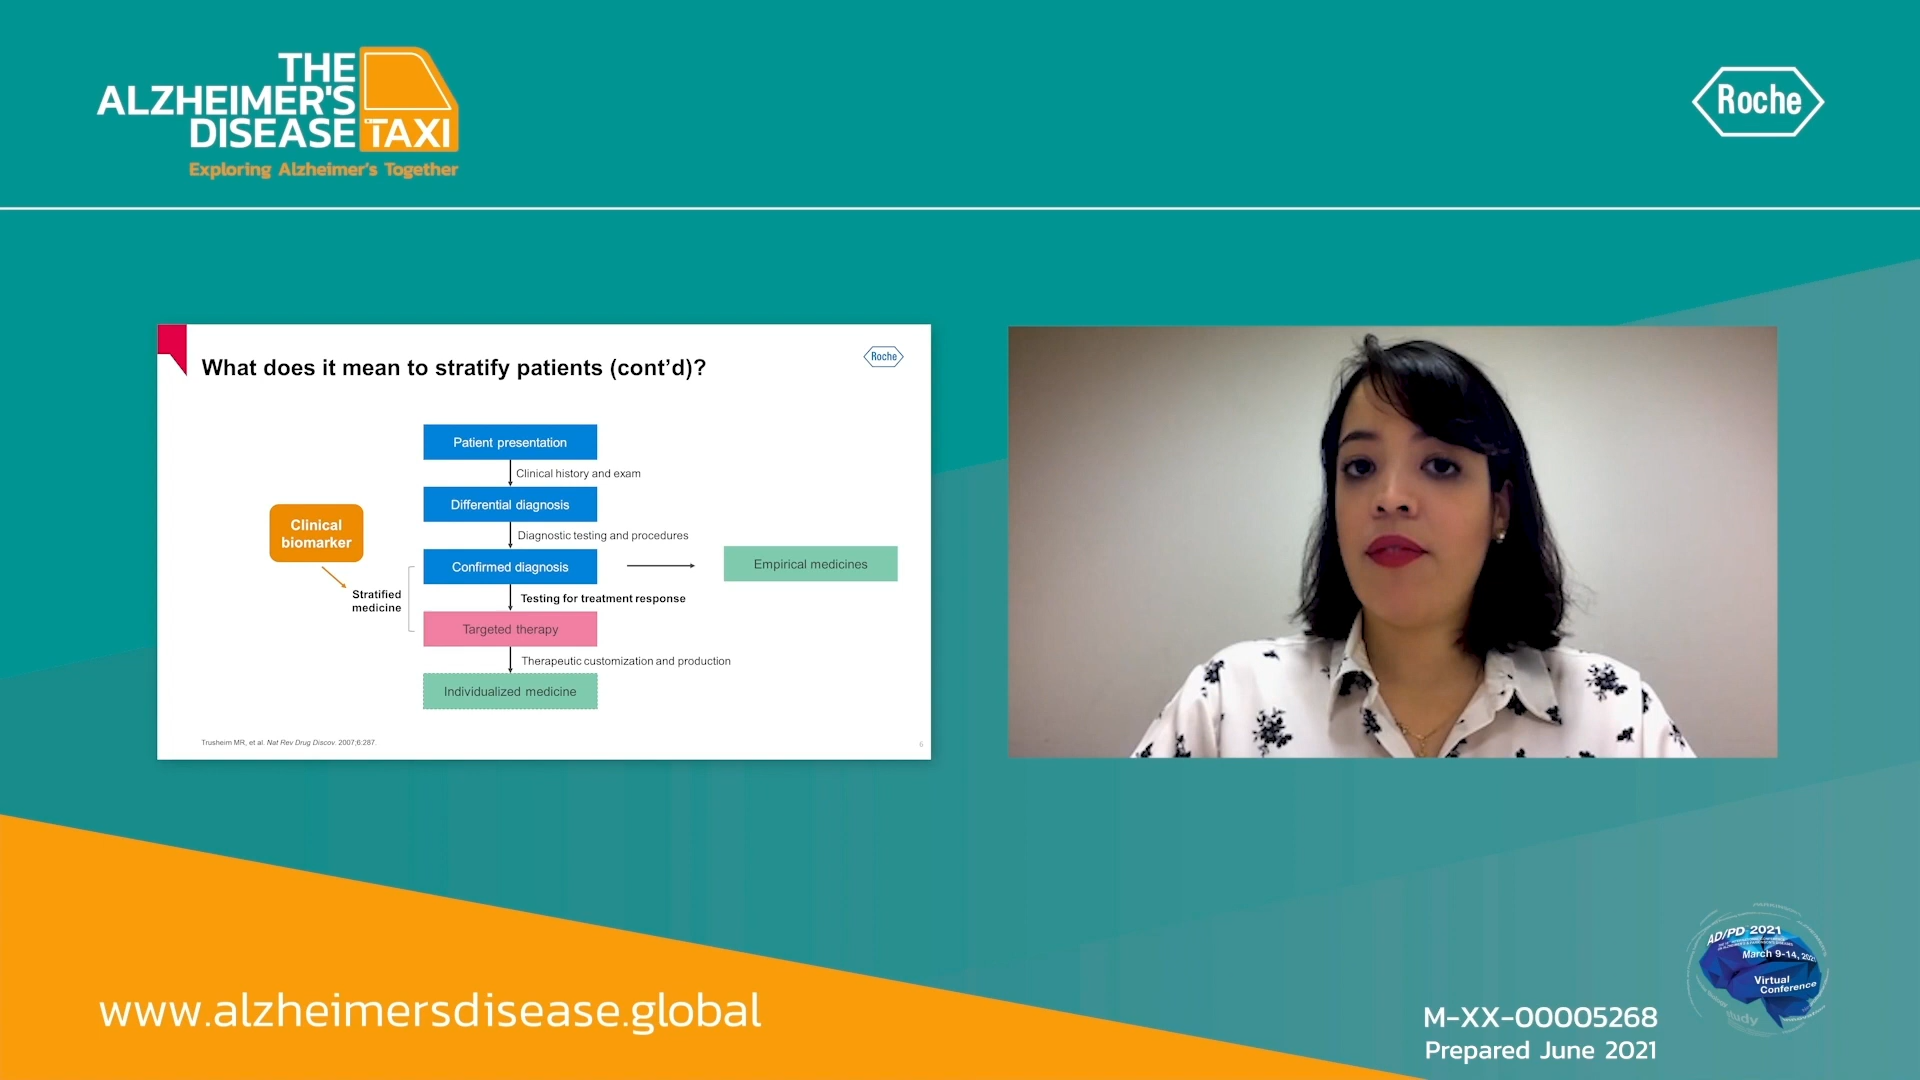 THE
ALZHEIMER'S
DISEASE TAXI
Exploring Alzheimer's Together
Roche
What does it mean to stratify patients (cont'd)?
Roche
Patient presentation
Clinical history and exam
Differential diagnosis
Diagnostic testing and procedures
Clinical
biomarker
Confirmed diagnosis
Empirical medicines
Stratified
medicine
Testing for treatment response
Targeted therapy
Therapeutic customization and production
Individualized medicine
Trusheim MR, et al. Nat Rev Drug Discov. 2007;6:287.
6
www.alzheimersdisease.global
AD/PD 2021
March 9-14, 2021
Virtual
Conference
study
M-XX-00005268
Prepared June 2021